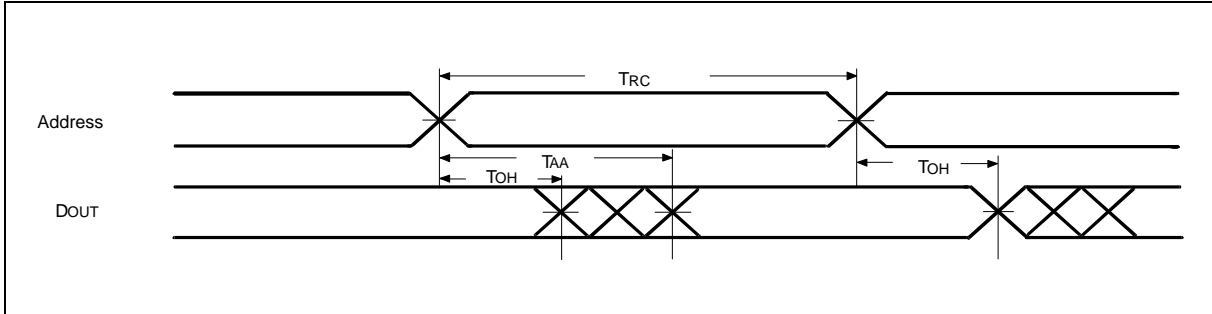 TRC
Address
TAA
TOH
TOH
DOUT